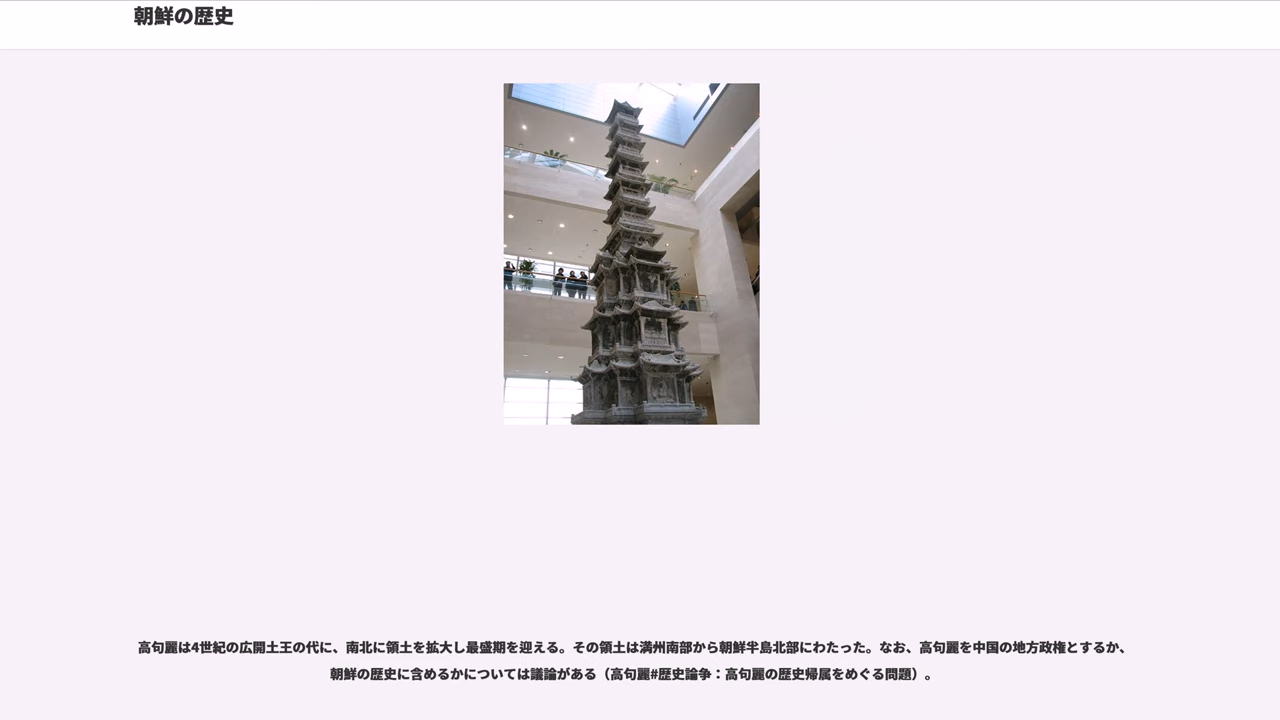 朝鮮の歴史
高句麗は4世紀の広開土王の代に、南北に領土を拡大し最盛期を迎える。その領土は満州南部から朝鮮半島北部にわたった。なお、高句麗を中国の地方政権とするか、
朝鮮の歴史に含めるかについては議論がある（高句麗#歴史論争：高句麗の歴史帰属をめぐる問題）。